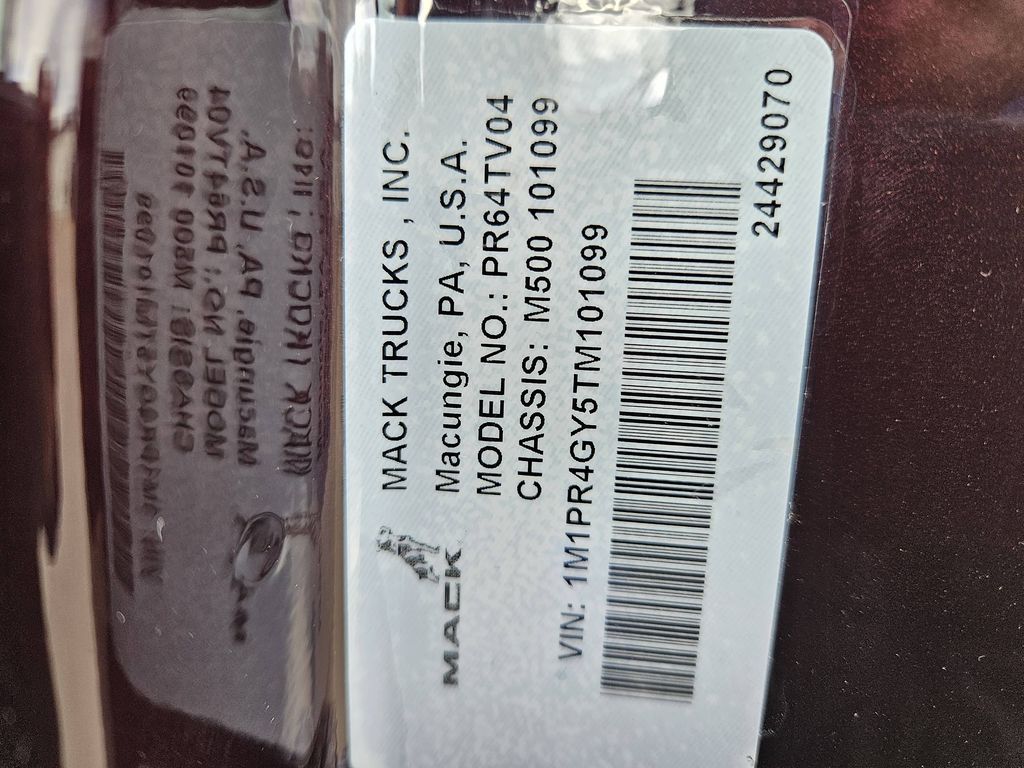 MACK TRUCKS , INC.
Macungie, PA, U.S.A.
MODEL NO.: PR64TV04
CHASSIS: M500 101099
MACK
VIN: 1M1PR4GY5TM101099
24429070